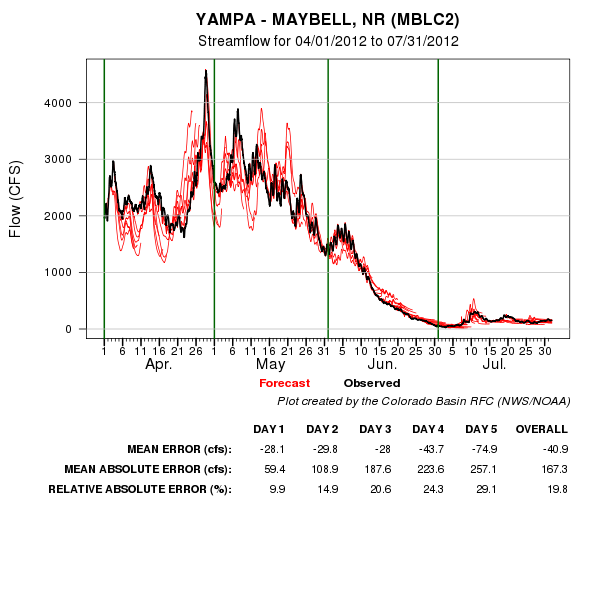 YAMPA - MAYBELL, NR (MBLC2)
Streamflow for 04/01/2012 to 07/31/2012
Flow (CFS)
4000
3000
2000
1000
0
1 6 11 16 21 26 1 6 11 16 21 26 31 5 10 15 20 25 30 5 10 15 20 25 30
Apr. May Jun. Jul.
Forecast Observed
Plot created by the Colorado Basin RFC (NWS/NOAA)
DAY 1 DAY 2 DAY 3 DAY 4 DAY 5 OVERALL
MEAN ERROR (cfs): -28.1 -29.8 -28 -43.7 -74.9 -40.9
MEAN ABSOLUTE ERROR (cfs): 59.4 108.9 187.6 223.6 257.1 167.3
RELATIVE ABSOLUTE ERROR (%): 9.9 14.9 20.6 24.3 29.1 19.8